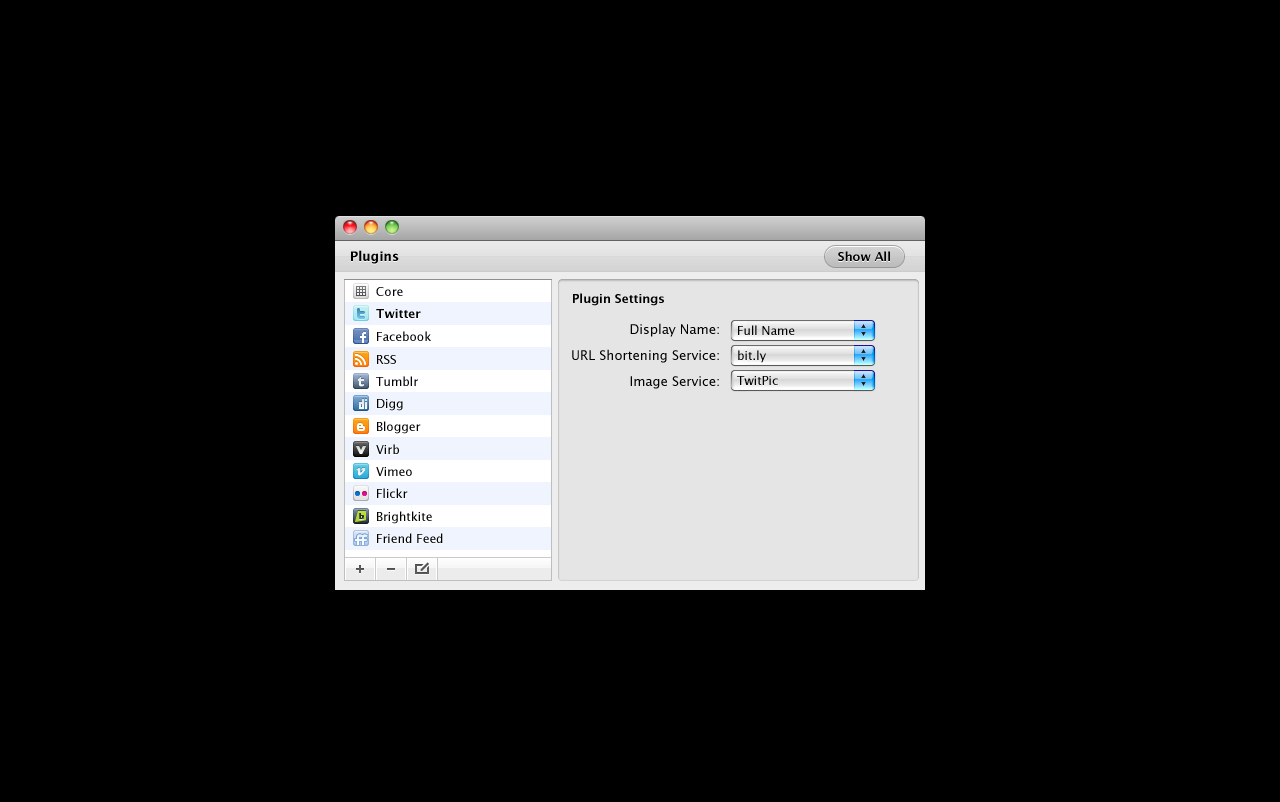 Plugins
Show All
Core
Twitter
Facebook
RSS
Tumblr
Digg
Blogger
Virb
Vimeo
Flickr
Brightkite
Friend Feed
Plugin Settings
Display Name: Full Name
URL Shortening Service: bit.ly
Image Service: TwitPic